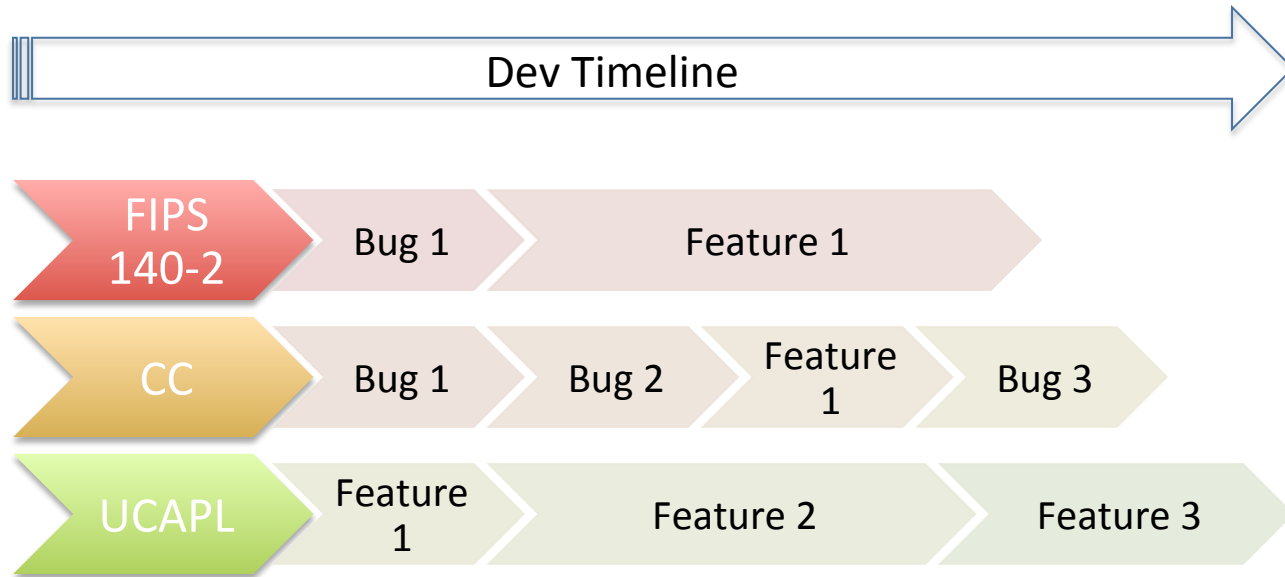 Dev Timeline
FIPS
140-2
Bug 1
Feature 1
CC
Bug 1
Bug 2
Feature
1
Bug 3
UCAPL
Feature
1
Feature 2
Feature 3